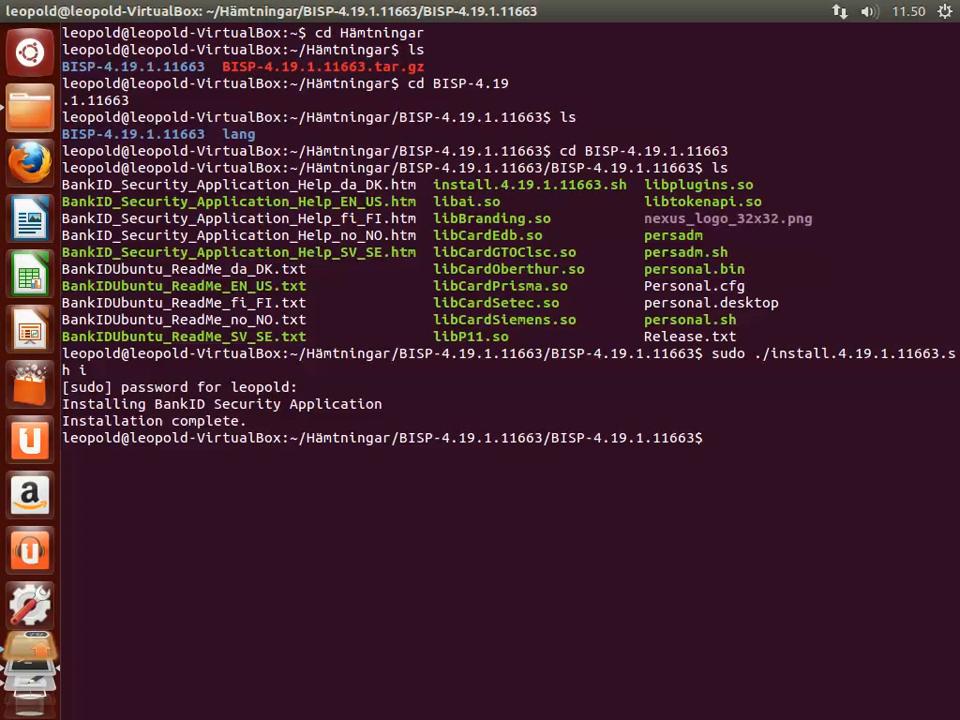 leopold@leopold-VirtualBox: ~/Hämtningar/BISP-4.19.1.11663/BISP-4.19.1.11663
11.50
leopold@leopold-VirtualBox:~$ cd Hämtningar
leopold@leopold-VirtualBox:~/Hämtningar$ ls
BISP-4.19.1.11663  BISP-4.19.1.11663.tar.gz
leopold@leopold-VirtualBox:~/Hämtningar$ cd BISP-4.19
.1.11663
leopold@leopold-VirtualBox:~/Hämtningar/BISP-4.19.1.11663$ ls
BISP-4.19.1.11663  lang
leopold@leopold-VirtualBox:~/Hämtningar/BISP-4.19.1.11663$ cd BISP-4.19.1.11663
leopold@leopold-VirtualBox:~/Hämtningar/BISP-4.19.1.11663/BISP-4.19.1.11663$ ls
BankID_Security_Application_Help_da_DK.htm  install.4.19.1.11663.sh  libplugins.so
BankID_Security_Application_Help_EN_US.htm  libai.so  libtokenapi.so
BankID_Security_Application_Help_fi_FI.htm  libBranding.so  nexus_logo_32x32.png
BankID_Security_Application_Help_no_NO.htm  libCardEdb.so  persadm
BankID_Security_Application_Help_SV_SE.htm  libCardGTOClsc.so  persadm.sh
BankIDUbuntu_ReadMe_da_DK.txt  libCardOberthur.so  personal.bin
BankIDUbuntu_ReadMe_EN_US.txt  libCardPrisma.so  Personal.cfg
BankIDUbuntu_ReadMe_fi_FI.txt  libCardSetec.so  personal.desktop
BankIDUbuntu_ReadMe_no_NO.txt  libCardSiemens.so  personal.sh
BankIDUbuntu_ReadMe_SV_SE.txt  libP11.so  Release.txt
leopold@leopold-VirtualBox:~/Hämtningar/BISP-4.19.1.11663/BISP-4.19.1.11663$ sudo ./install.4.19.1.11663.s
h i
[sudo] password for leopold:
Installing BankID Security Application
Installation complete.
leopold@leopold-VirtualBox:~/Hämtningar/BISP-4.19.1.11663/BISP-4.19.1.11663$